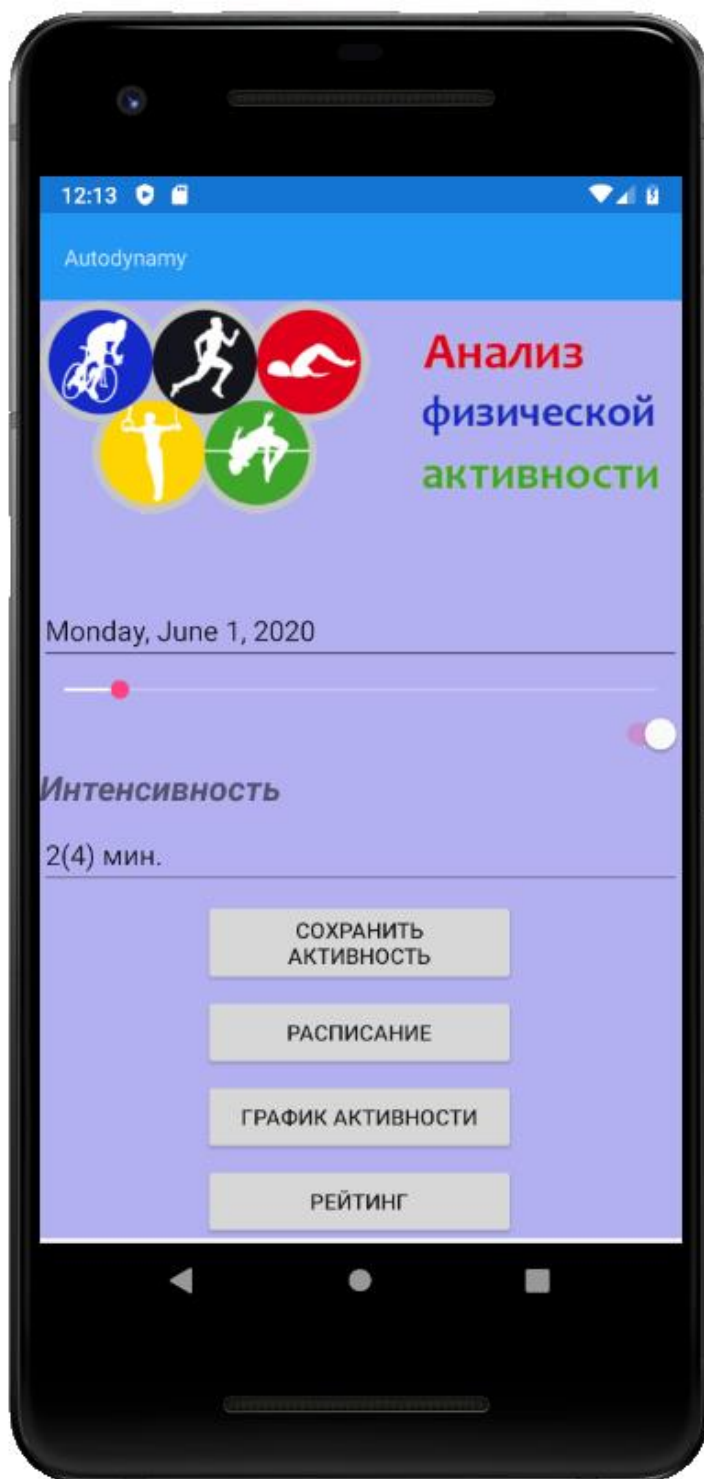 12:13
Autodynamy
Анализ
физической
активности
Monday, June 1, 2020
Интенсивность
2(4) мин.
СОХРАНИТЬ
АКТИВНОСТЬ
РАСПИСАНИЕ
ГРАФИК АКТИВНОСТИ
РЕЙТИНГ